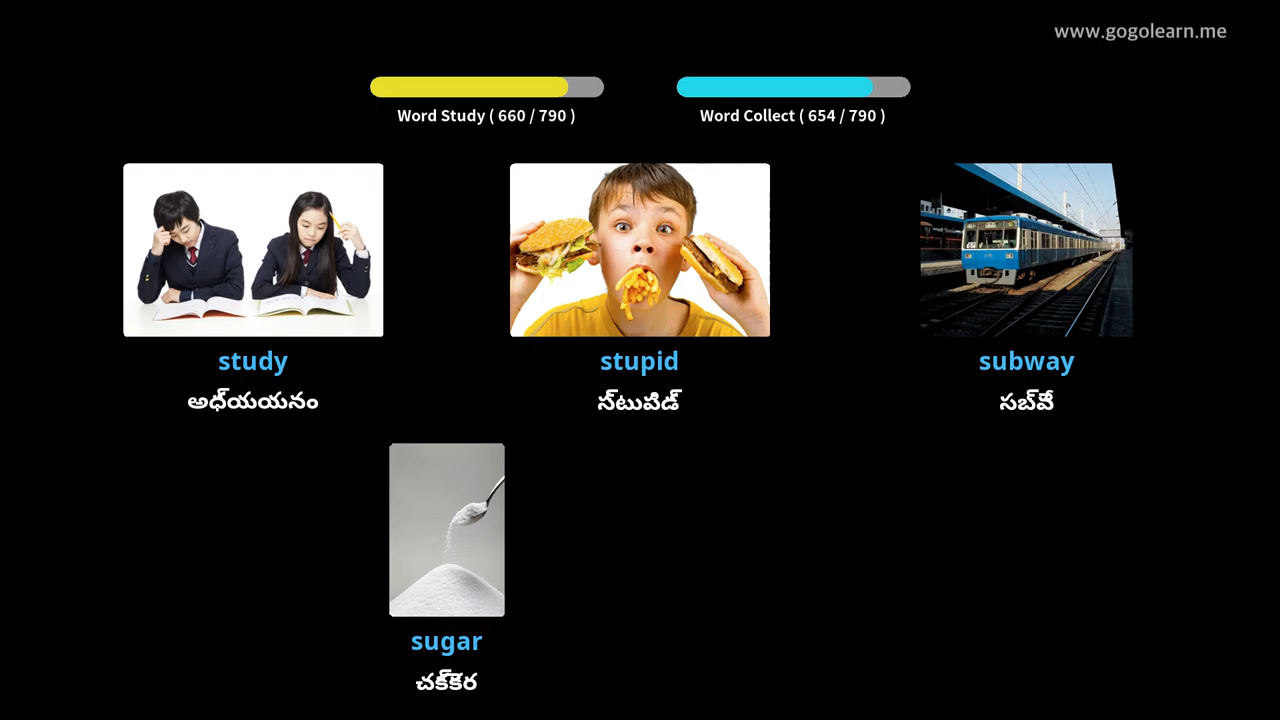 www.gogolearn.me
Word Study ( 660 / 790 )
Word Collect ( 654 / 790 )
study
stupid
subway
అధ్యయనం
స్టుపిడ్
సబ్వే
sugar
చక్కెర